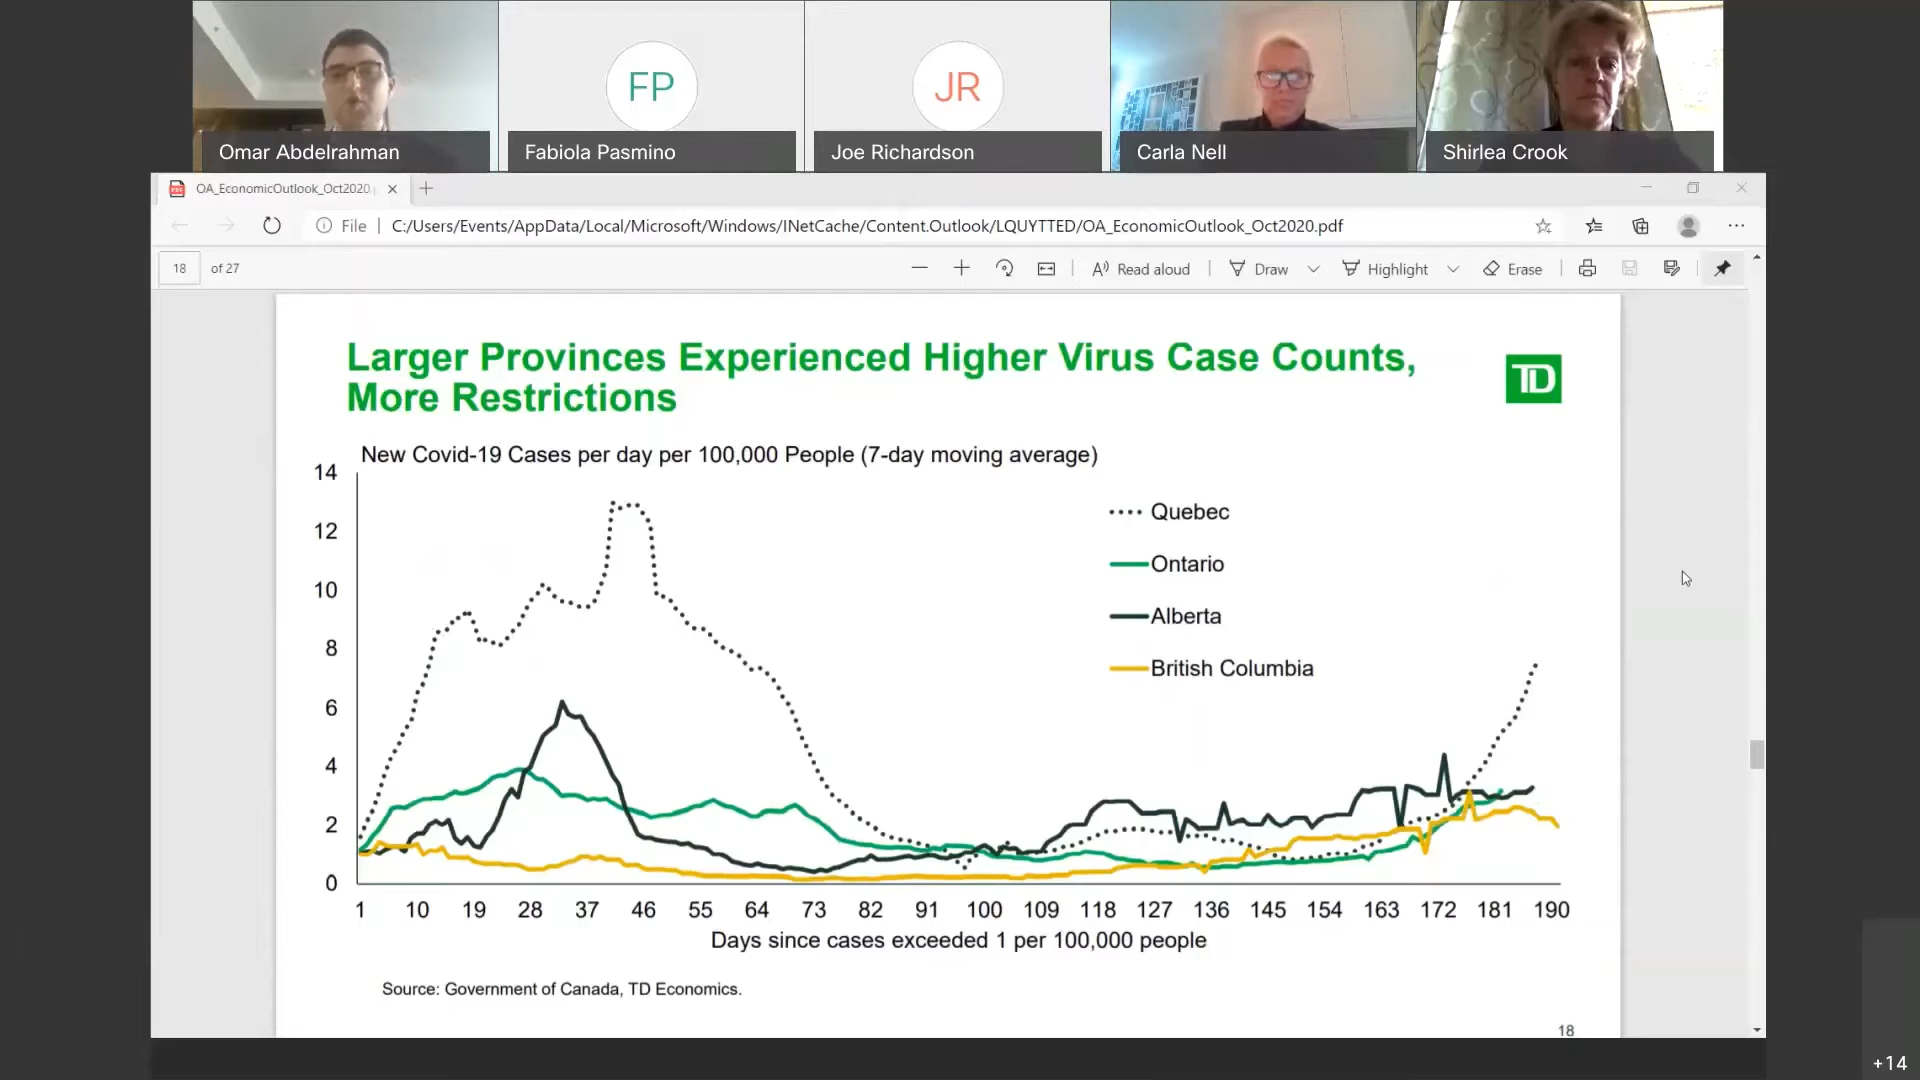 FP
JR
Omar Abdelrahman
Fabiola Pasmino
Joe Richardson
Carla Nell
Shirlea Crook
PDF
OA_EconomicOutlook_Oct2020.
File
C:/Users/Events/AppData/Local/Microsoft/Windows/INetCache/Content.Outlook/LQUYTTED/OA_EconomicOutlook_Oct2020.pdf
18 of 27
Read aloud
Draw
Highlight
Erase
Larger Provinces Experienced Higher Virus Case Counts,
More Restrictions
TD
New Covid-19 Cases per day per 100,000 People (7-day moving average)
14
12
10
8
6
4
2
0
Quebec
Ontario
Alberta
British Columbia
1 10 19 28 37 46 55 64 73 82 91 100 109 118 127 136 145 154 163 172 181 190
Days since cases exceeded 1 per 100,000 people
Source: Government of Canada, TD Economics.
18
+14